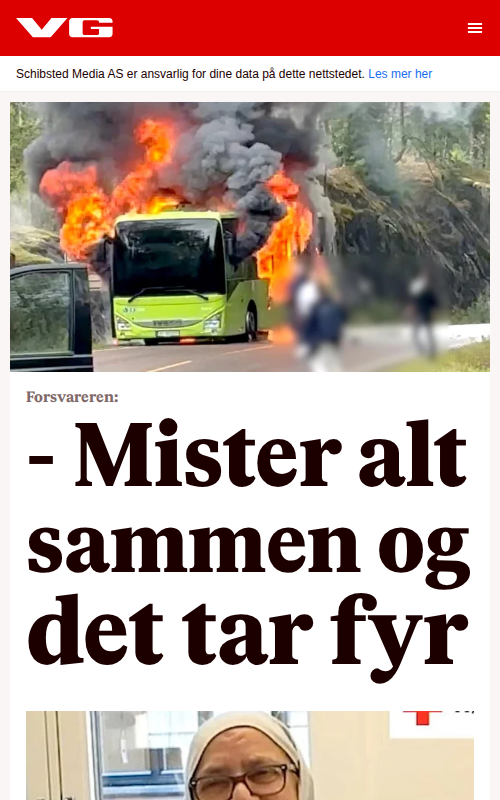 VG
Schibsted Media AS er ansvarlig for dine data på dette nettstedet. Les mer her
Forsvareren:
- Mister alt
sammen og
det tar fyr